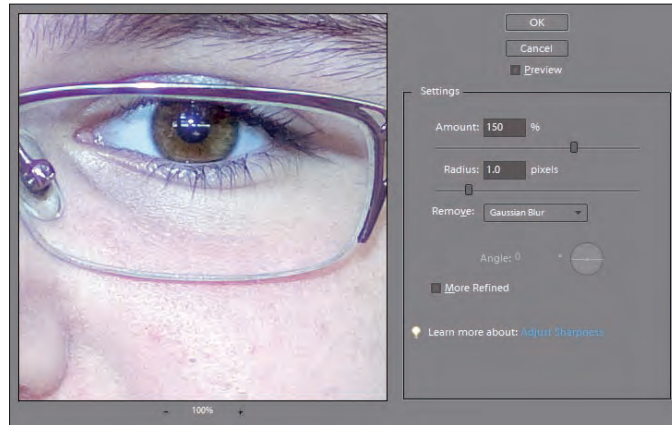 OK
Cancel
Preview
Settings
Amount: 150 %
Radius: 1.0 pixels
Remove: Gaussian Blur
Angle: 0 °
More Refined
Learn more about: Adjust Sharpness
- 100% +